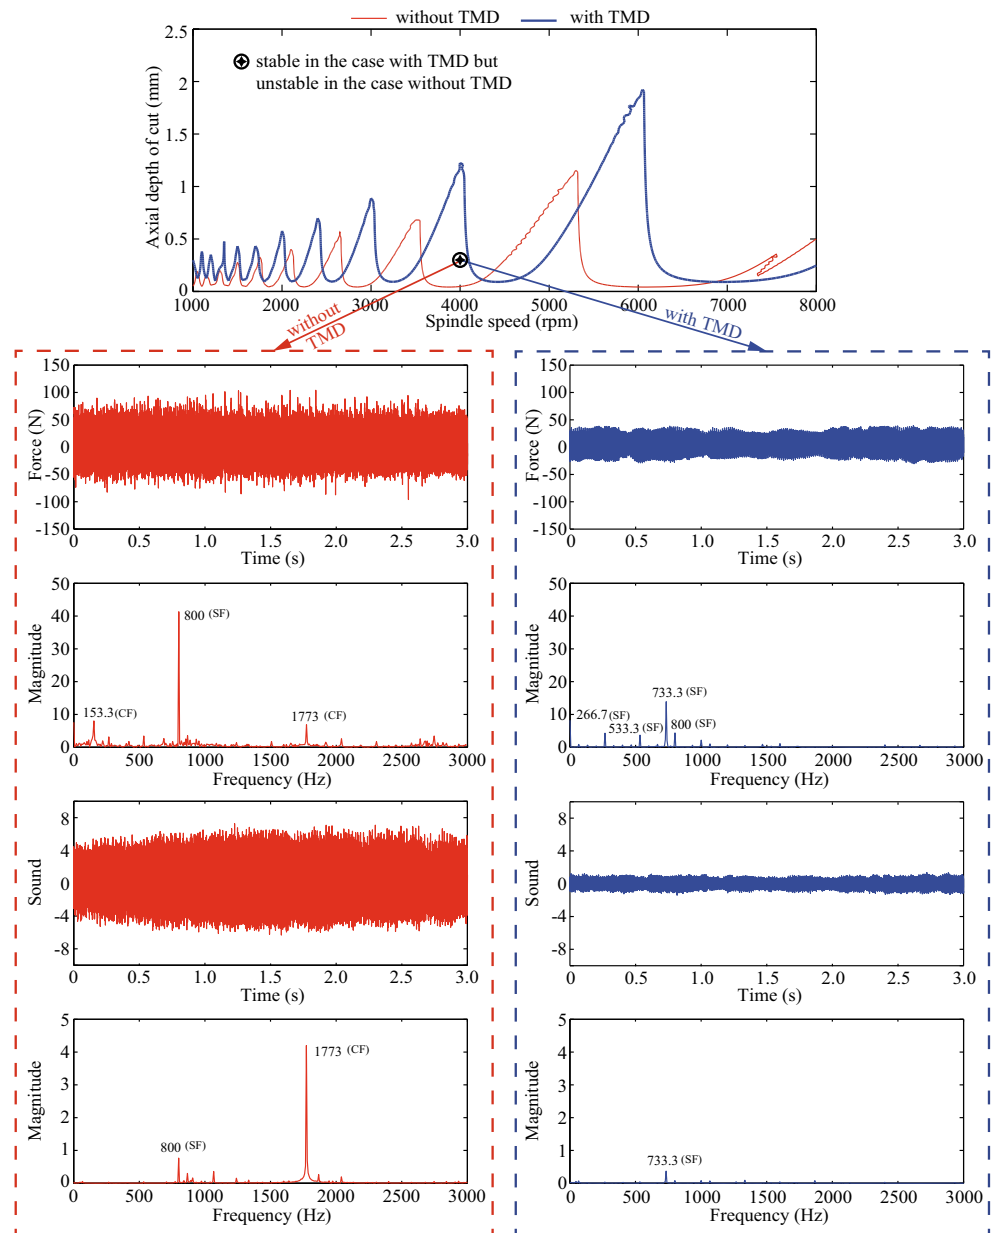 without TMD with TMD
2.5
2
1.5
1
0.5
0
Axial depth of cut (mm)
stable in the case with TMD but
unstable in the case without TMD
1000 2000 3000 4000 5000 6000 7000 8000
Spindle speed (rpm)
without
TMD
with TMD
150
100
50
0
-50
-100
-150
Force (N)
0 0.5 1.0 1.5 2.0 2.5 3.0
Time (s)
150
100
50
0
-50
-100
-150
Force (N)
0 0.5 1.0 1.5 2.0 2.5 3.0
Time (s)
50
40
30
20
10
0
Magnitude
153.3 (CF)
800 (SF)
1773 (CF)
0 500 1000 1500 2000 2500 3000
Frequency (Hz)
50
40
30
20
10
0
Magnitude
266.7 (SF)
533.3 (SF)
733.3 (SF)
800 (SF)
0 500 1000 1500 2000 2500 3000
Frequency (Hz)
8
4
0
-4
-8
Sound
0 0.5 1.0 1.5 2.0 2.5 3.0
Time (s)
8
4
0
-4
-8
Sound
0 0.5 1.0 1.5 2.0 2.5 3.0
Time (s)
5
4
3
2
1
0
Magnitude
800 (SF)
1773 (CF)
0 500 1000 1500 2000 2500 3000
Frequency (Hz)
5
4
3
2
1
0
Magnitude
733.3 (SF)
0 500 1000 1500 2000 2500 3000
Frequency (Hz)